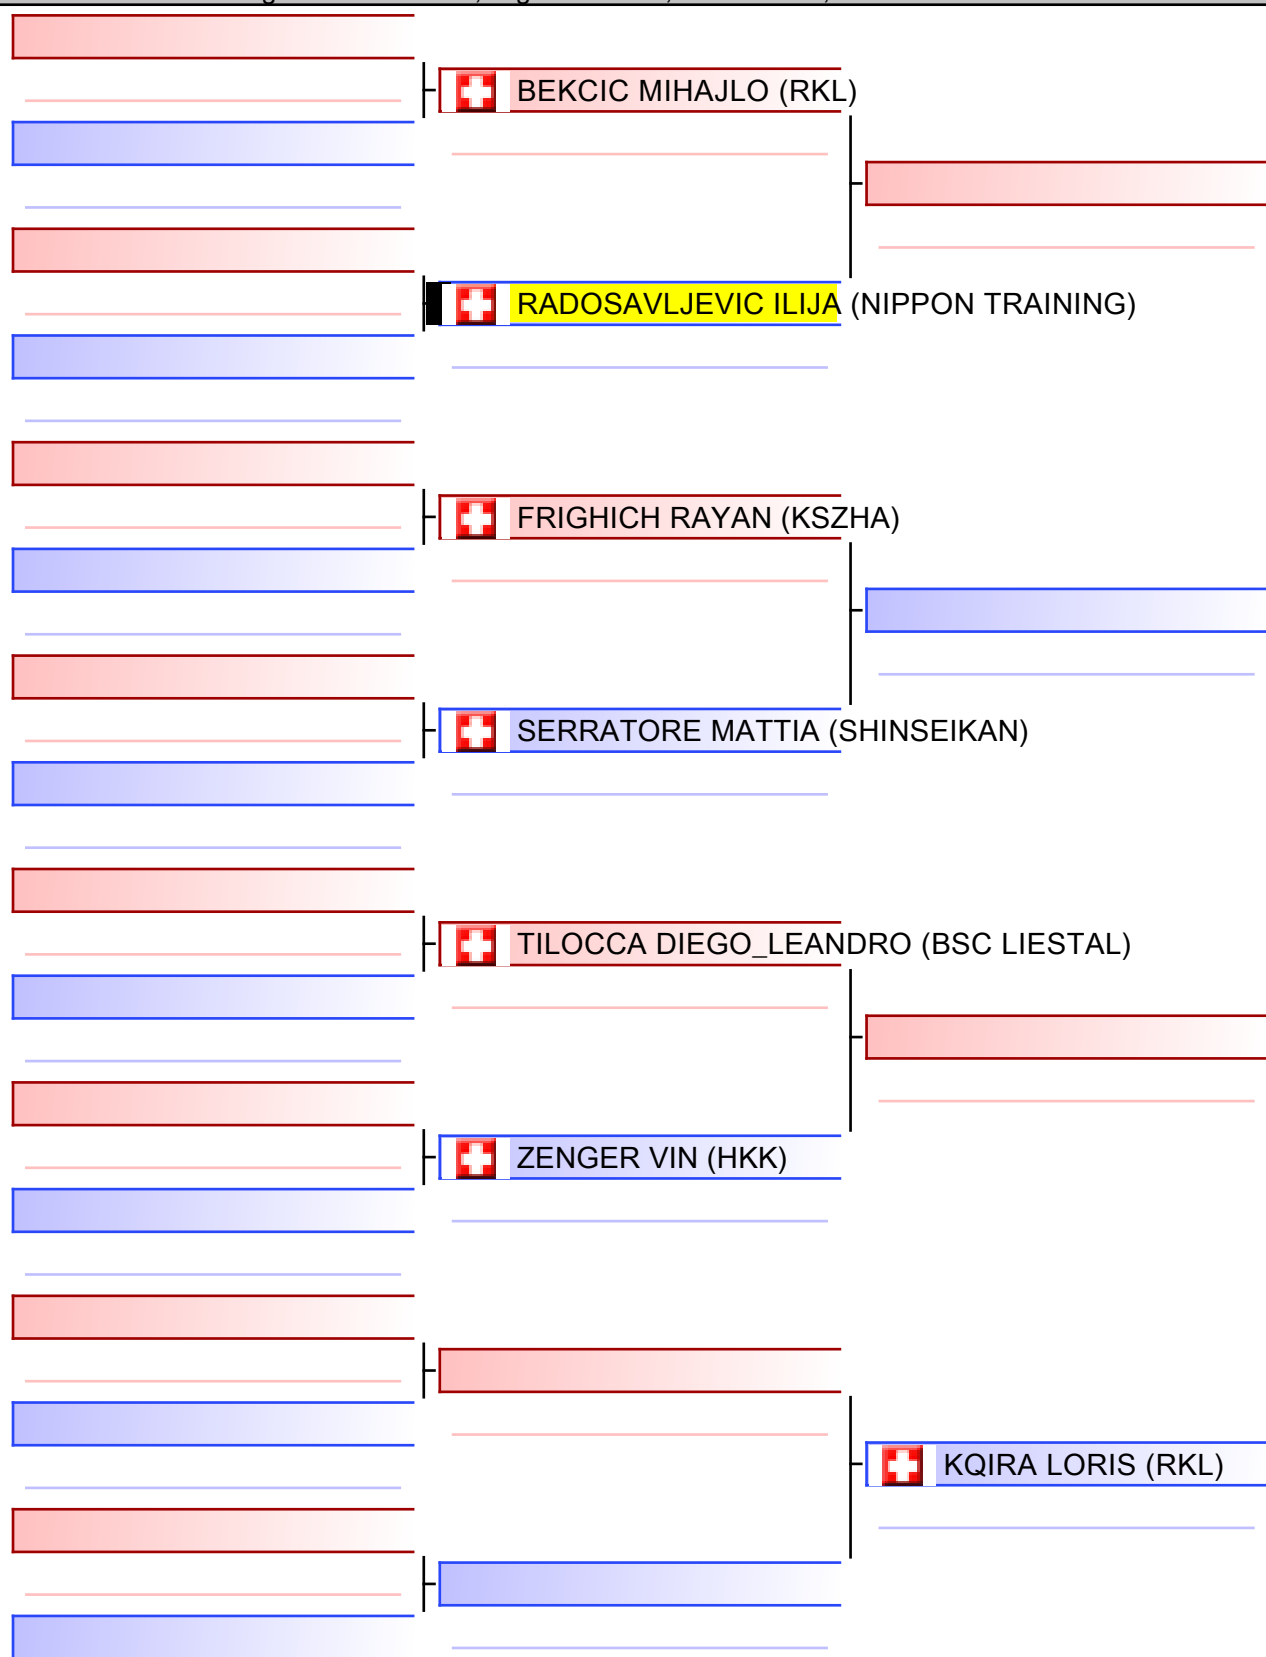 BEKCIC MIHAJLO (RKL)
RADOSAVLJEVIC ILIJA (NIPPON TRAINING)
FRIGHICH RAYAN (KSZHA)
SERRATORE MATTIA (SHINSEIKAN)
TILOCCA DIEGO_LEANDRO (BSC LIESTAL)
ZENGER VIN (HKK)
KQIRA LORIS (RKL)